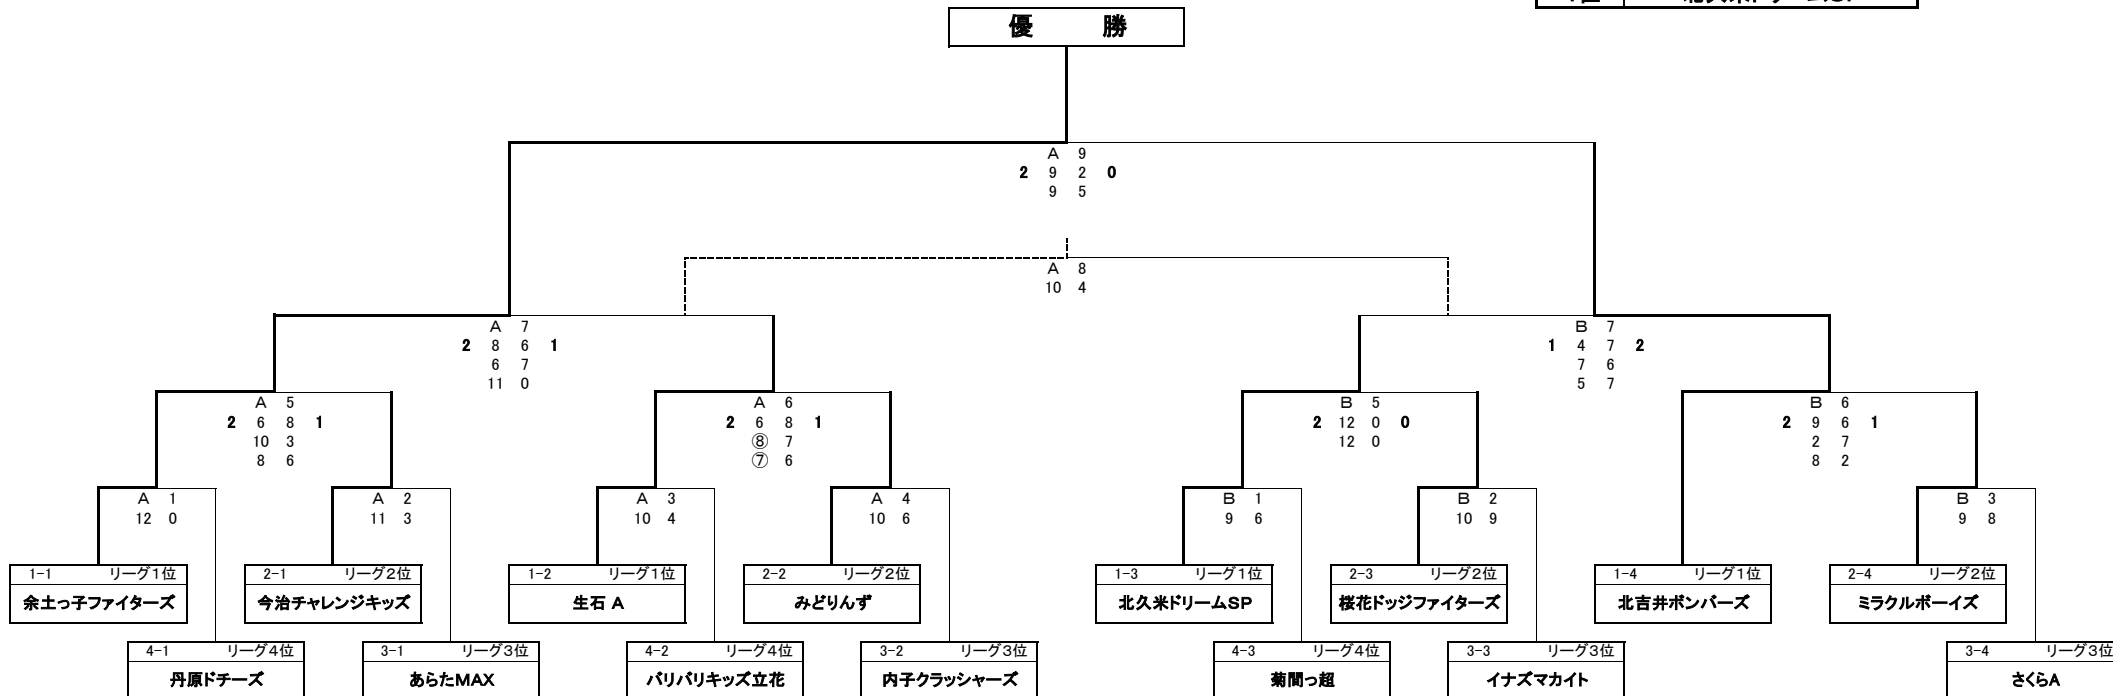 優 勝
A 9
2 9 2 0
9 5
A 8
10 4
A 7
2 8 6 1
6 7
11 0
B 7
1 4 7 2
7 6
5 7
A 5
2 6 8 1
10 3
8 6
A 6
2 6 8 1
⑧ 7
⑦ 6
B 5
2 12 0 0
12 0
B 6
2 9 6 1
2 7
8 2
A 1
12 0
A 2
11 3
A 3
10 4
A 4
10 6
B 1
9 6
B 2
10 9
B 3
9 8
1-1 リーグ1位
余土っ子ファイターズ
2-1 リーグ2位
今治チャレンジキッズ
1-2 リーグ1位
生石 A
2-2 リーグ2位
みどりんず
1-3 リーグ1位
北久米ドリームSP
2-3 リーグ2位
桜花ドッジファイターズ
1-4 リーグ1位
北吉井ボンバーズ
2-4 リーグ2位
ミラクルボーイズ
4-1 リーグ4位
丹原ドチーズ
3-1 リーグ3位
あらたMAX
4-2 リーグ4位
バリバリキッズ立花
3-2 リーグ3位
内子クラッシャーズ
4-3 リーグ4位
菊間っ超
3-3 リーグ3位
イナズマカイト
3-4 リーグ3位
さくらA